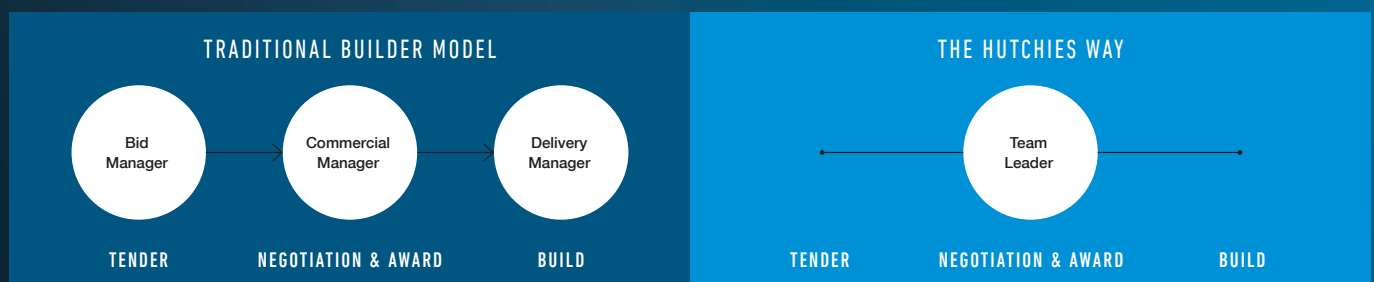 TRADITIONAL BUILDER MODEL
Bid
Manager
Commercial
Manager
Delivery
Manager
TENDER
NEGOTIATION & AWARD
BUILD
THE HUTCHIES WAY
Team
Leader
TENDER
NEGOTIATION & AWARD
BUILD